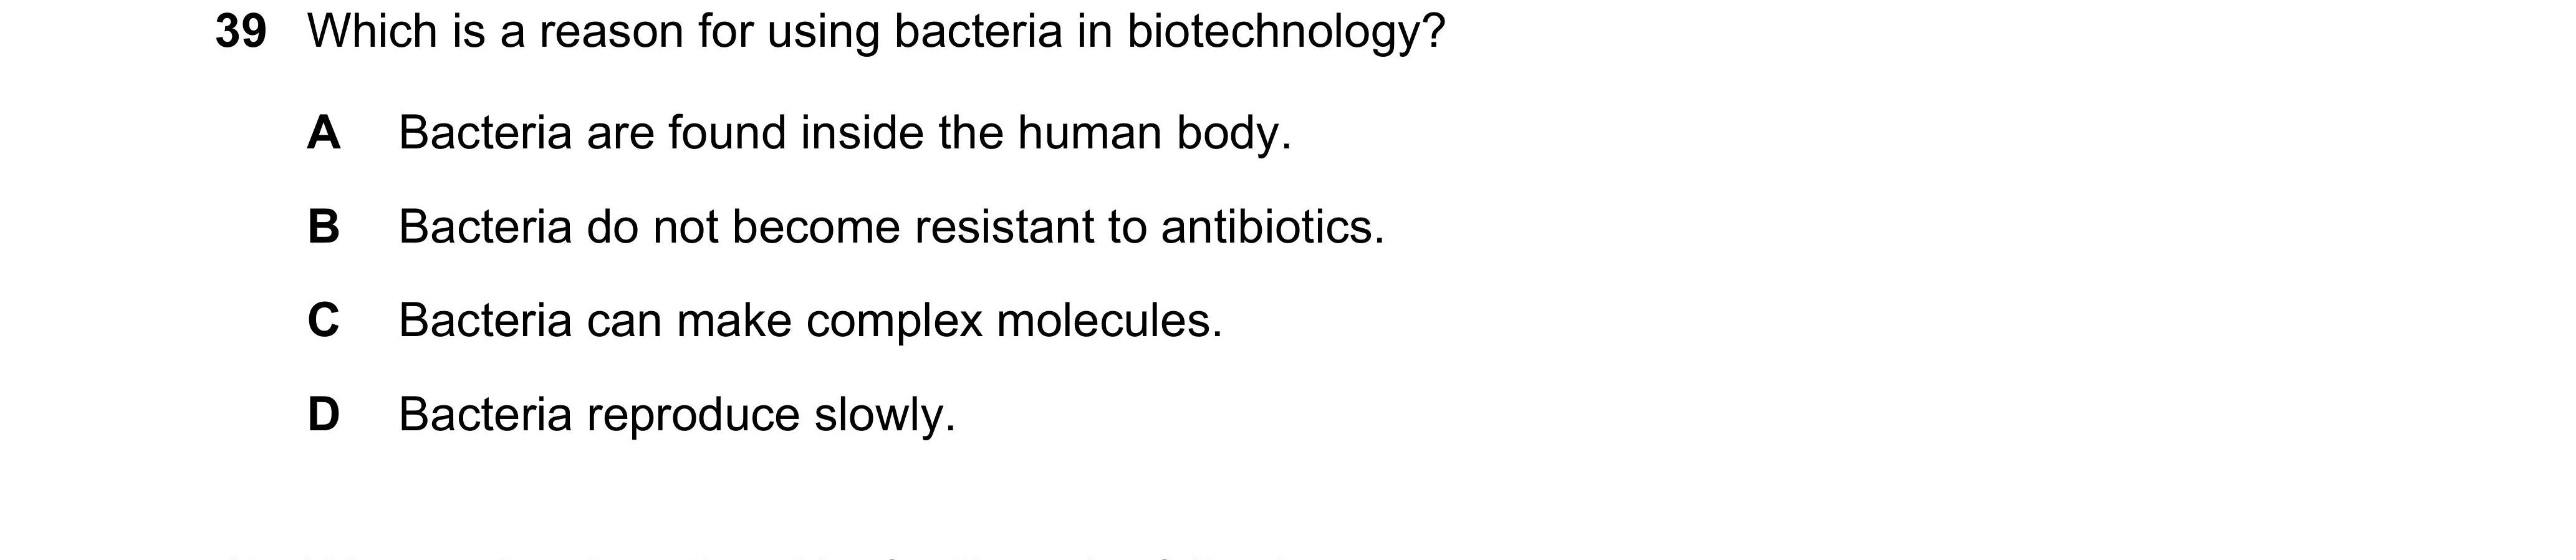 39 Which is a reason for using bacteria in biotechnology?
A Bacteria are found inside the human body.
B Bacteria do not become resistant to antibiotics.
C Bacteria can make complex molecules.
D Bacteria reproduce slowly.